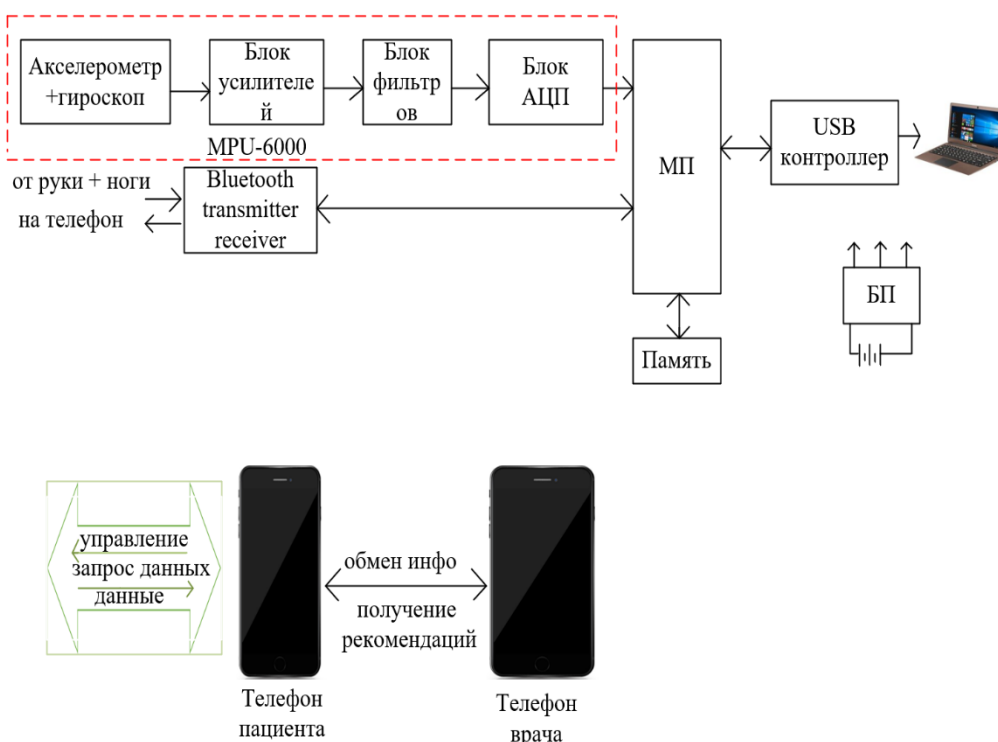 Акселерометр
+гироскоп
Блок
усилителе
й
Блок
фильтр
ов
Блок
АЦП
MPU-6000
МП
USB
контроллер
от руки + ноги
на телефон
Bluetooth
transmitter
receiver
БП
Память
управление
запрос данных
данные
обмен инфо
получение
рекомендаций
Телефон
пациента
Телефон
врача